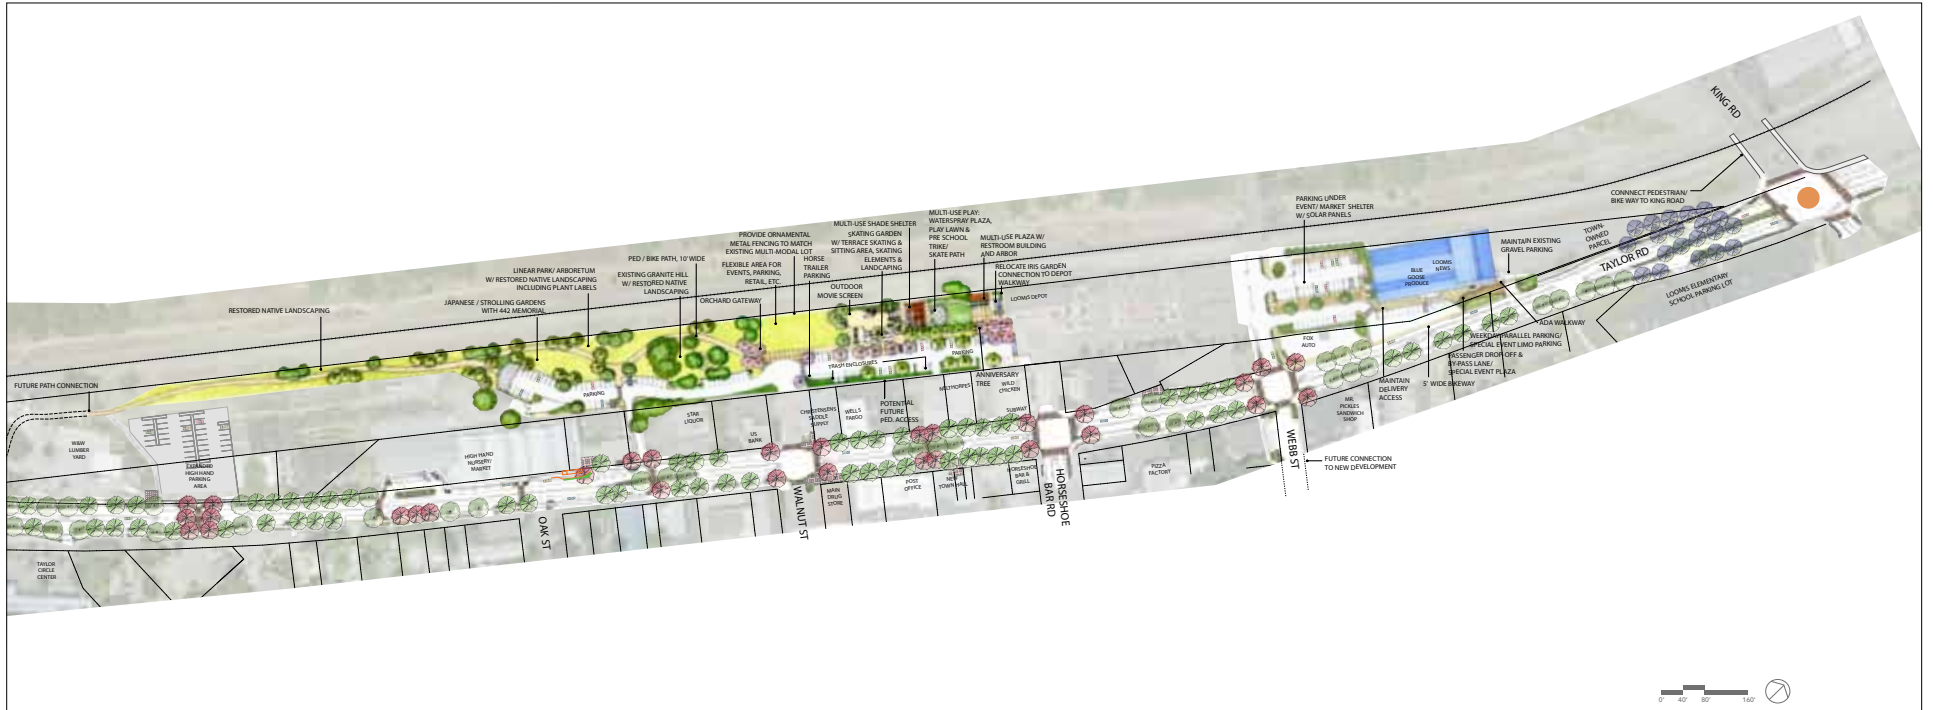 KING RD
CONNNECT PEDESTRIAN/
BIKE WAY TO KING ROAD
TOWN-
OWNED
PARCEL
TAYLOR RD
LOOMIS ELEMENTARY
SCHOOL PARKING LOT
PARKING UNDER
EVENT/ MARKET SHELTER
W/ SOLAR PANELS
MAINTAIN EXISTING
GRAVEL PARKING
LOOMIS
NEWS
BLUE
GOOSE
PRODUCE
ADA WALKWAY
WEEKDAY PARALLEL PARKING/
SPECIAL EVENT LIMO PARKING
PASSENGER DROP-OFF &
BY-PASS LANE/
SPECIAL EVENT PLAZA
5' WIDE BIKEWAY
MAINTAIN
DELIVERY
ACCESS
FOX
AUTO
MR.
PICKLES
SANDWICH
SHOP
WEBB ST
FUTURE CONNECTION
TO NEW DEVELOPMENT
MULTI-USE PLAY:
WATERSPRAY PLAZA,
PLAY LAWN &
PRE SCHOOL
TRIKE/
SKATE PATH
MULTI-USE SHADE SHELTER
SKATING GARDEN
W/ TERRACE SKATING &
SITTING AREA, SKATING
ELEMENTS &
LANDSCAPING
MULTI-USE PLAZA W/
RESTROOM BUILDING
AND ARBOR
RELOCATE IRIS GARDEN
CONNECTION TO DEPOT
WALKWAY
LOOMIS DEPOT
PROVIDE ORNAMENTAL
METAL FENCING TO MATCH
EXISTING MULTI-MODAL LOT
FLEXIBLE AREA FOR
EVENTS, PARKING,
RETAIL, ETC.
HORSE
TRAILER
PARKING
OUTDOOR
MOVIE SCREEN
PED / BIKE PATH, 10' WIDE
EXISTING GRANITE HILL
W/ RESTORED NATIVE
LANDSCAPING
ORCHARD GATEWAY
LINEAR PARK/ ARBORETUM
W/ RESTORED NATIVE LANDSCAPING
INCLUDING PLANT LABELS
JAPANESE / STROLLING GARDENS
WITH 442 MEMORIAL
RESTORED NATIVE LANDSCAPING
FUTURE PATH CONNECTION
TRASH ENCLOSURES
PARKING
PARKING
ANNIVERSARY
TREE
WILD
CHICKEN
SUBWAY
POTENTIAL
FUTURE
PED. ACCESS
WELLS
FARGO
CHRISTENSENS
SADDLE
SUPPLY
US
BANK
STAR
LIQUOR
HIGH HAND
NURSERY/
MARKET
EXPANDED
HIGH HAND
PARKING
AREA
W&W
LUMBER
YARD
TAYLOR
CIRCLE
CENTER
OAK ST
WALNUT ST
MAIN
DRUG
STORE
POST
OFFICE
NEW
TOWN HALL
HORSESHOE
BAR &
GRILL
HORSESHOE
BAR RD
PIZZA
FACTORY
0' 40' 80' 160'